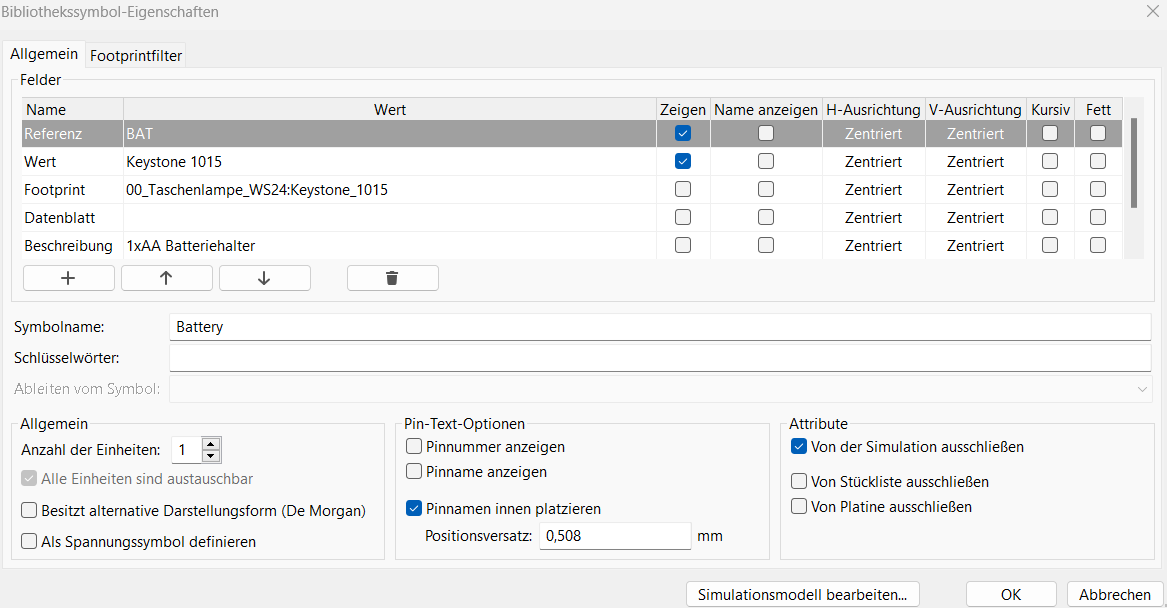 Bibliothekssymbol-Eigenschaften
Allgemein Footprintfilter
Felder
Name Wert Zeigen Name anzeigen H-Ausrichtung V-Ausrichtung Kursiv Fett
Referenz BAT Zentriert Zentriert
Wert Keystone 1015 Zentriert Zentriert
Footprint 00_Taschenlampe_WS24:Keystone_1015 Zentriert Zentriert
Datenblatt Zentriert Zentriert
Beschreibung 1xAA Batteriehalter Zentriert Zentriert
Symbolname: Battery
Schlüsselwörter:
Ableiten vom Symbol:
Allgemein
Anzahl der Einheiten: 1
Alle Einheiten sind austauschbar
Besitzt alternative Darstellungsform (De Morgan)
Als Spannungssymbol definieren
Pin-Text-Optionen
Pinnummer anzeigen
Pinname anzeigen
Pinnamen innen platzieren
Positionsversatz: 0,508 mm
Attribute
Von der Simulation ausschließen
Von Stückliste ausschließen
Von Platine ausschließen
Simulationsmodell bearbeiten... OK Abbrechen